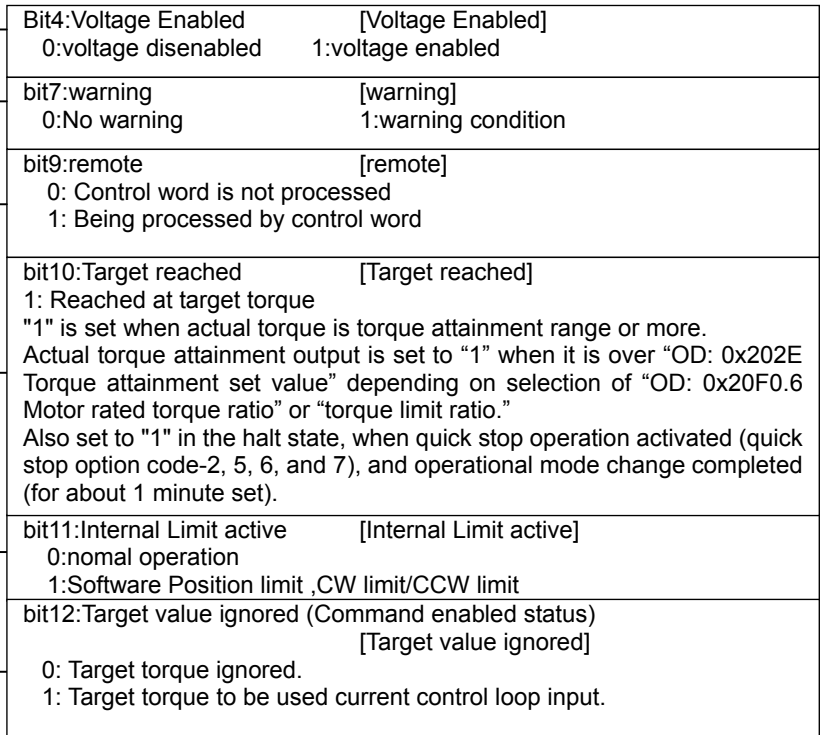 Bit4:Voltage Enabled [Voltage Enabled]
0:voltage disenabled 1:voltage enabled
bit7:warning [warning]
0:No warning 1:warning condition
bit9:remote [remote]
0: Control word is not processed
1: Being processed by control word
bit10:Target reached [Target reached]
1: Reached at target torque
"1" is set when actual torque is torque attainment range or more.
Actual torque attainment output is set to “1” when it is over “OD: 0x202E
Torque attainment set value” depending on selection of “OD: 0x20F0.6
Motor rated torque ratio” or “torque limit ratio.”
Also set to "1" in the halt state, when quick stop operation activated (quick
stop option code-2, 5, 6, and 7), and operational mode change completed
(for about 1 minute set).
bit11:Internal Limit active [Internal Limit active]
0:nomal operation
1:Software Position limit ,CW limit/CCW limit
bit12:Target value ignored (Command enabled status)
[Target value ignored]
0: Target torque ignored.
1: Target torque to be used current control loop input.